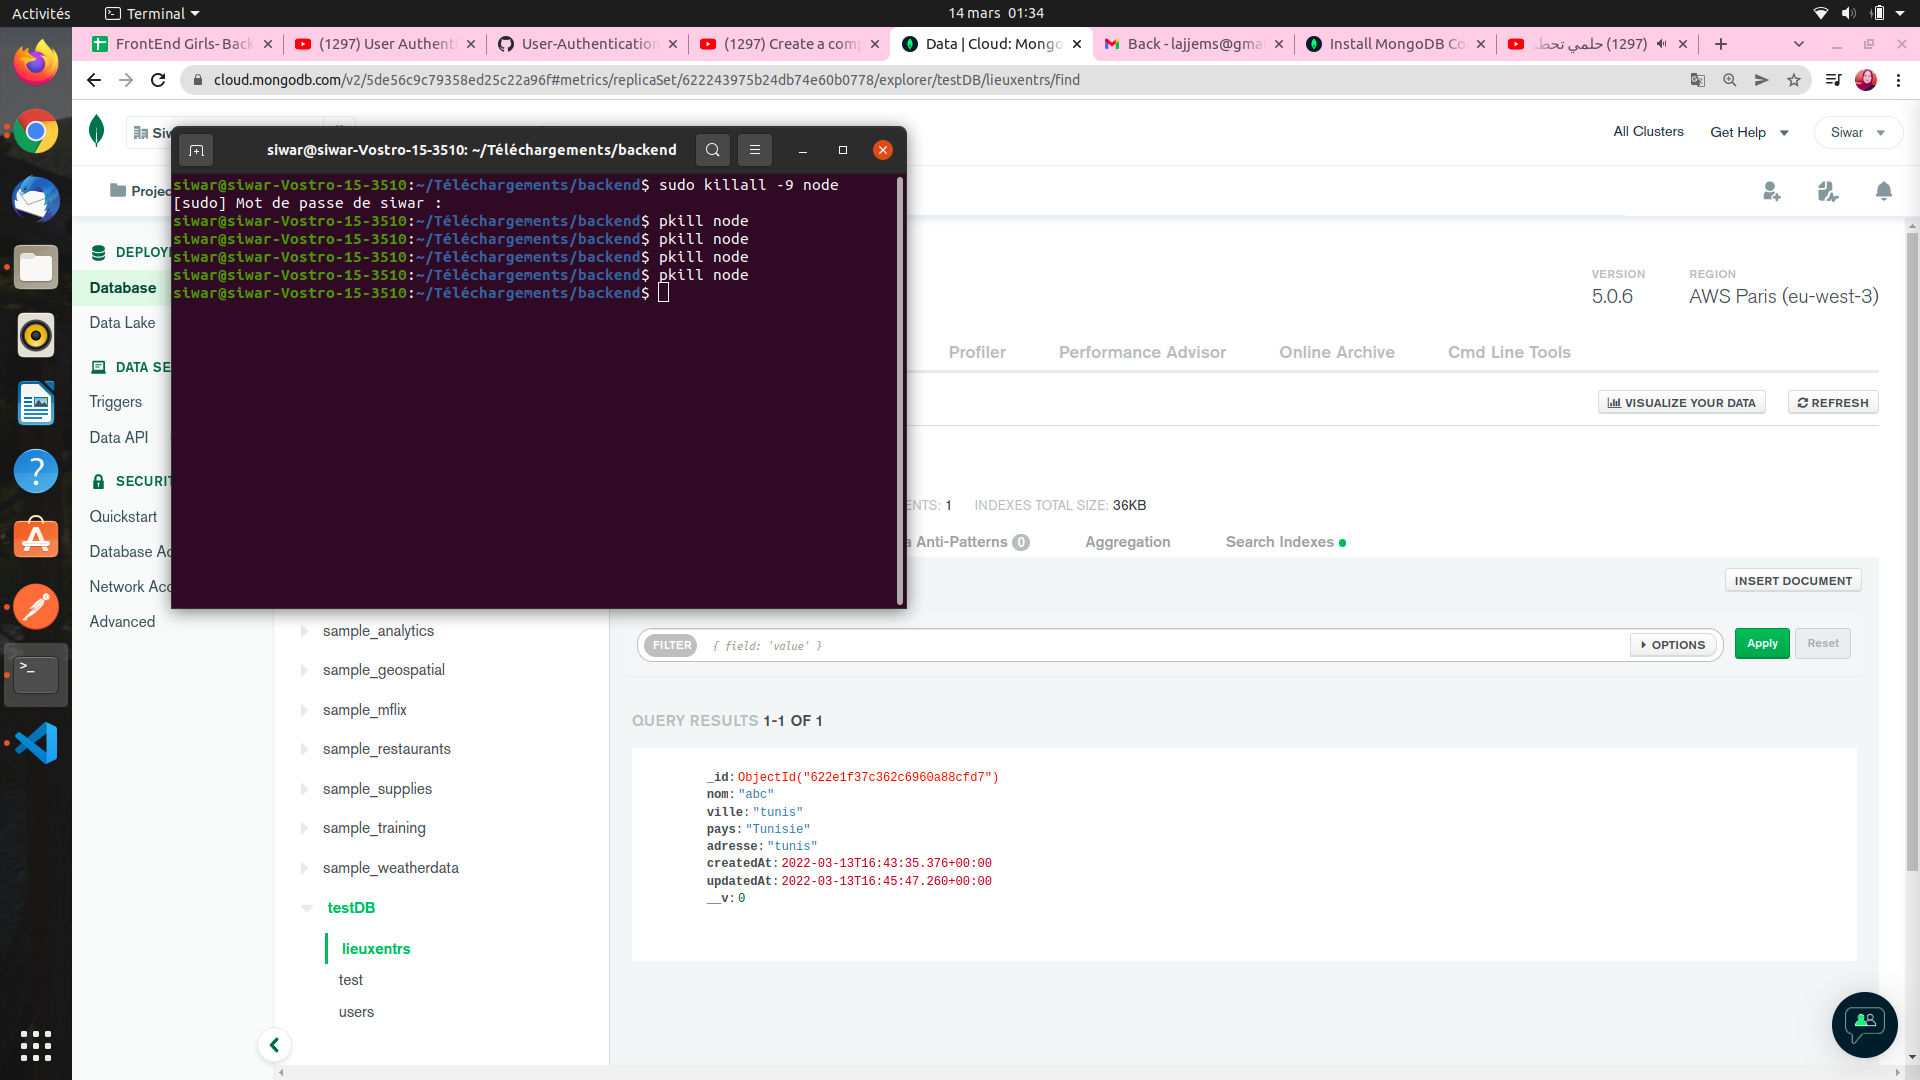 Activités
Terminal
14 mars 01:34
FrontEnd Girls- Back
(1297) User Authenti
User-Authentication
(1297) Create a comp
Data | Cloud: Mongo
Back - lajjems@gmai
Install MongoDB Co
(1297) حلمي تحطم
cloud.mongodb.com/v2/5de56c9c79358ed25c22a96f#metrics/replicaSet/622243975b24db74e60b0778/explorer/testDB/lieuxentrs/find
Siw
All Clusters
Get Help
Siwar
siwar@siwar-Vostro-15-3510: ~/Téléchargements/backend
siwar@siwar-Vostro-15-3510:~/Téléchargements/backend$ sudo killall -9 node
[sudo] Mot de passe de siwar :
siwar@siwar-Vostro-15-3510:~/Téléchargements/backend$ pkill node
siwar@siwar-Vostro-15-3510:~/Téléchargements/backend$ pkill node
siwar@siwar-Vostro-15-3510:~/Téléchargements/backend$ pkill node
siwar@siwar-Vostro-15-3510:~/Téléchargements/backend$ pkill node
siwar@siwar-Vostro-15-3510:~/Téléchargements/backend$
Projec
DEPLOY
Database
Data Lake
DATA SE
Triggers
Data API
SECURIT
Quickstart
Database Ac
Network Acc
Advanced
VERSION
5.0.6
REGION
AWS Paris (eu-west-3)
Profiler
Performance Advisor
Online Archive
Cmd Line Tools
VISUALIZE YOUR DATA
REFRESH
ENTS: 1
INDEXES TOTAL SIZE: 36KB
a Anti-Patterns 0
Aggregation
Search Indexes
INSERT DOCUMENT
FILTER
{ field: 'value' }
OPTIONS
Apply
Reset
sample_analytics
sample_geospatial
sample_mflix
sample_restaurants
sample_supplies
sample_training
sample_weatherdata
testDB
lieuxentrs
test
users
QUERY RESULTS 1-1 OF 1
_id:ObjectId("622e1f37c362c6960a88cfd7")
nom:"abc"
ville:"tunis"
pays:"Tunisie"
adresse:"tunis"
createdAt:2022-03-13T16:43:35.376+00:00
updatedAt:2022-03-13T16:45:47.260+00:00
__v:0